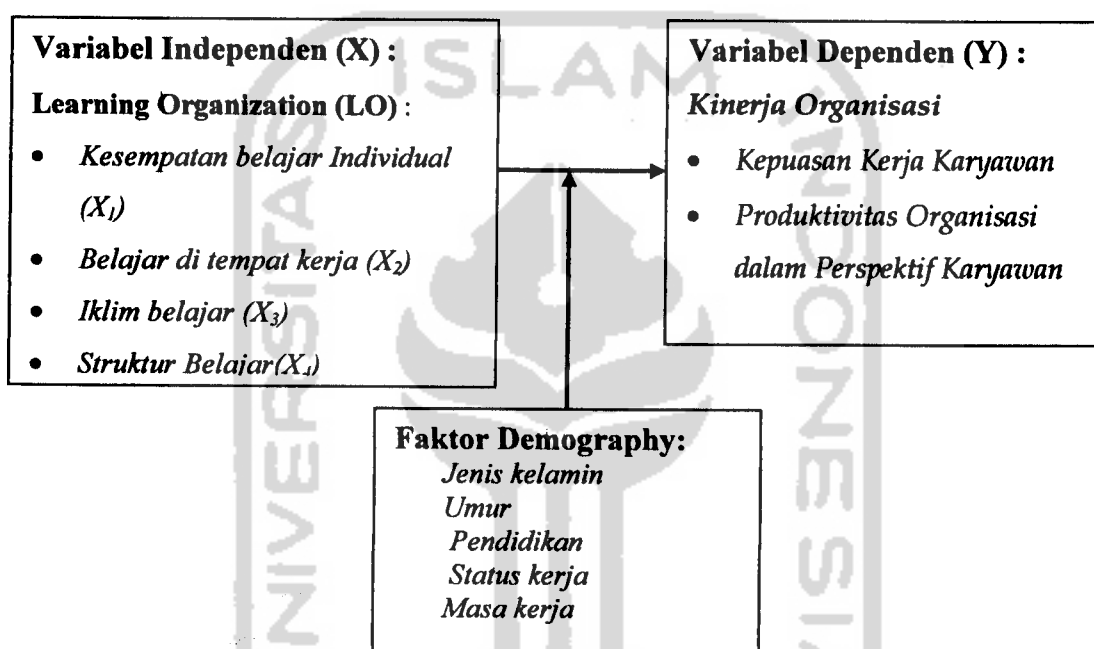 Variabel Independen (X) :
Learning Organization (LO) :
• Kesempatan belajar Individual
(X₁)
• Belajar di tempat kerja (X₂)
• Iklim belajar (X₃)
• Struktur Belajar(X₄)
Variabel Dependen (Y) :
Kinerja Organisasi
• Kepuasan Kerja Karyawan
• Produktivitas Organisasi
dalam Perspektif Karyawan
Faktor Demography:
Jenis kelamin
Umur
Pendidikan
Status kerja
Masa kerja
ISLAM